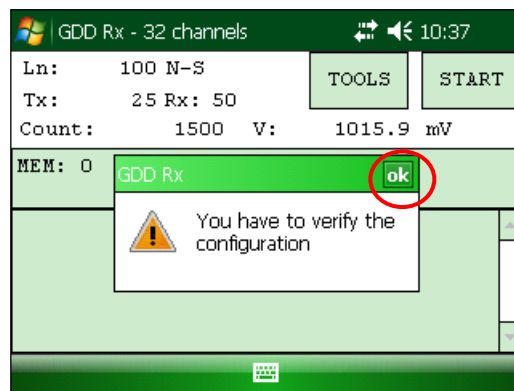 GDD Rx - 32 channels 10:37
Ln: 100 N-S
TOOLS
START
Tx: 25 Rx: 50
Count: 1500 V: 1015.9 mV
MEM: 0
GDD Rx
ok
You have to verify the
configuration